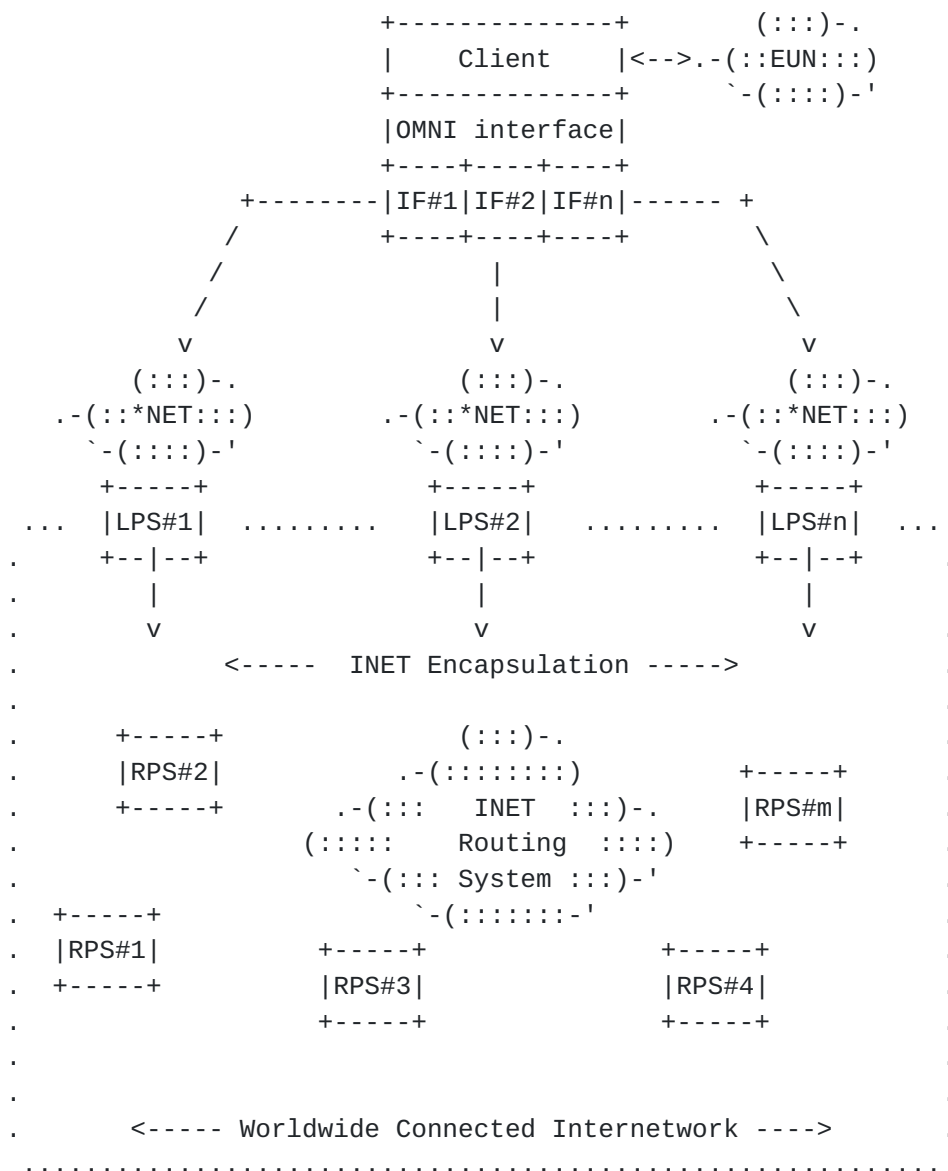 +--------------+        (:::)-.
|    Client    |<-->.-(::EUN:::)
+--------------+      `-(::::)-'
|OMNI interface|
+----+----+----+
+--------|IF#1|IF#2|IF#n|------ +
/         +----+----+----+        \
/                 |                 \
/                  |                  \
v                   v                   v
(:::)-.              (:::)-.              (:::)-.
.-(::*NET:::)        .-(::*NET:::)        .-(::*NET:::)
`-(::::)-'           `-(::::)-'           `-(::::)-'
+-----+              +-----+              +-----+
...  |LPS#1|  .........   |LPS#2|   .........  |LPS#n|  ...
.     +--|--+              +--|--+              +--|--+        .
.        |                    |                    |           .
.        v                    v                    v           .
.             <-----  INET Encapsulation ----->                .
.                                                              .
.      +-----+               (:::)-.                           .
.      |RPS#2|           .-(::::::::)          +-----+         .
.      +-----+       .-(:::   INET  :::)-.     |RPS#m|         .
.                  (:::::    Routing  ::::)    +-----+         .
.                     `-(::: System :::)-'                     .
.  +-----+                `-(:::::::-'                         .
.  |RPS#1|          +-----+               +-----+              .
.  +-----+          |RPS#3|               |RPS#4|              .
.                   +-----+               +-----+              .
.                                                              .
.                                                              .
.       <----- Worldwide Connected Internetwork ---->          .
...........................................................